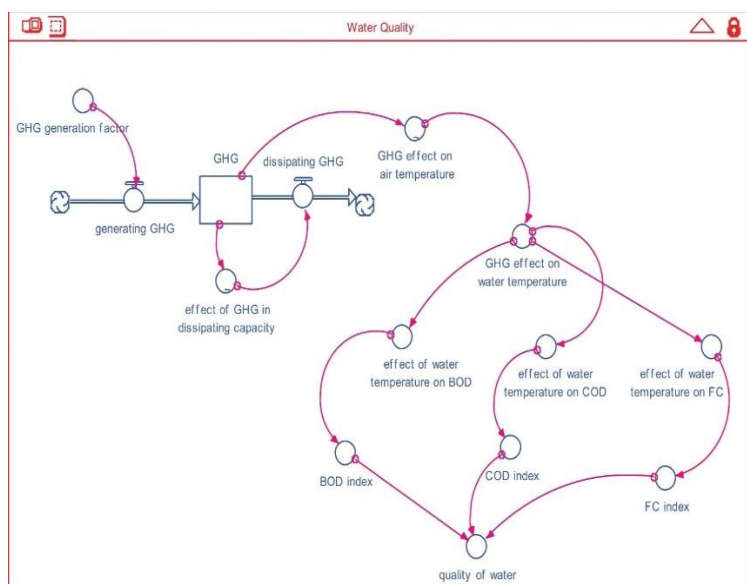 Water Quality
GHG generation factor
GHG
dissipating GHG
GHG effect on
air temperature
generating GHG
GHG effect on
water temperature
effect of GHG in
dissipating capacity
effect of water
temperature on BOD
effect of water
temperature on COD
effect of water
temperature on FC
BOD index
COD index
FC index
quality of water